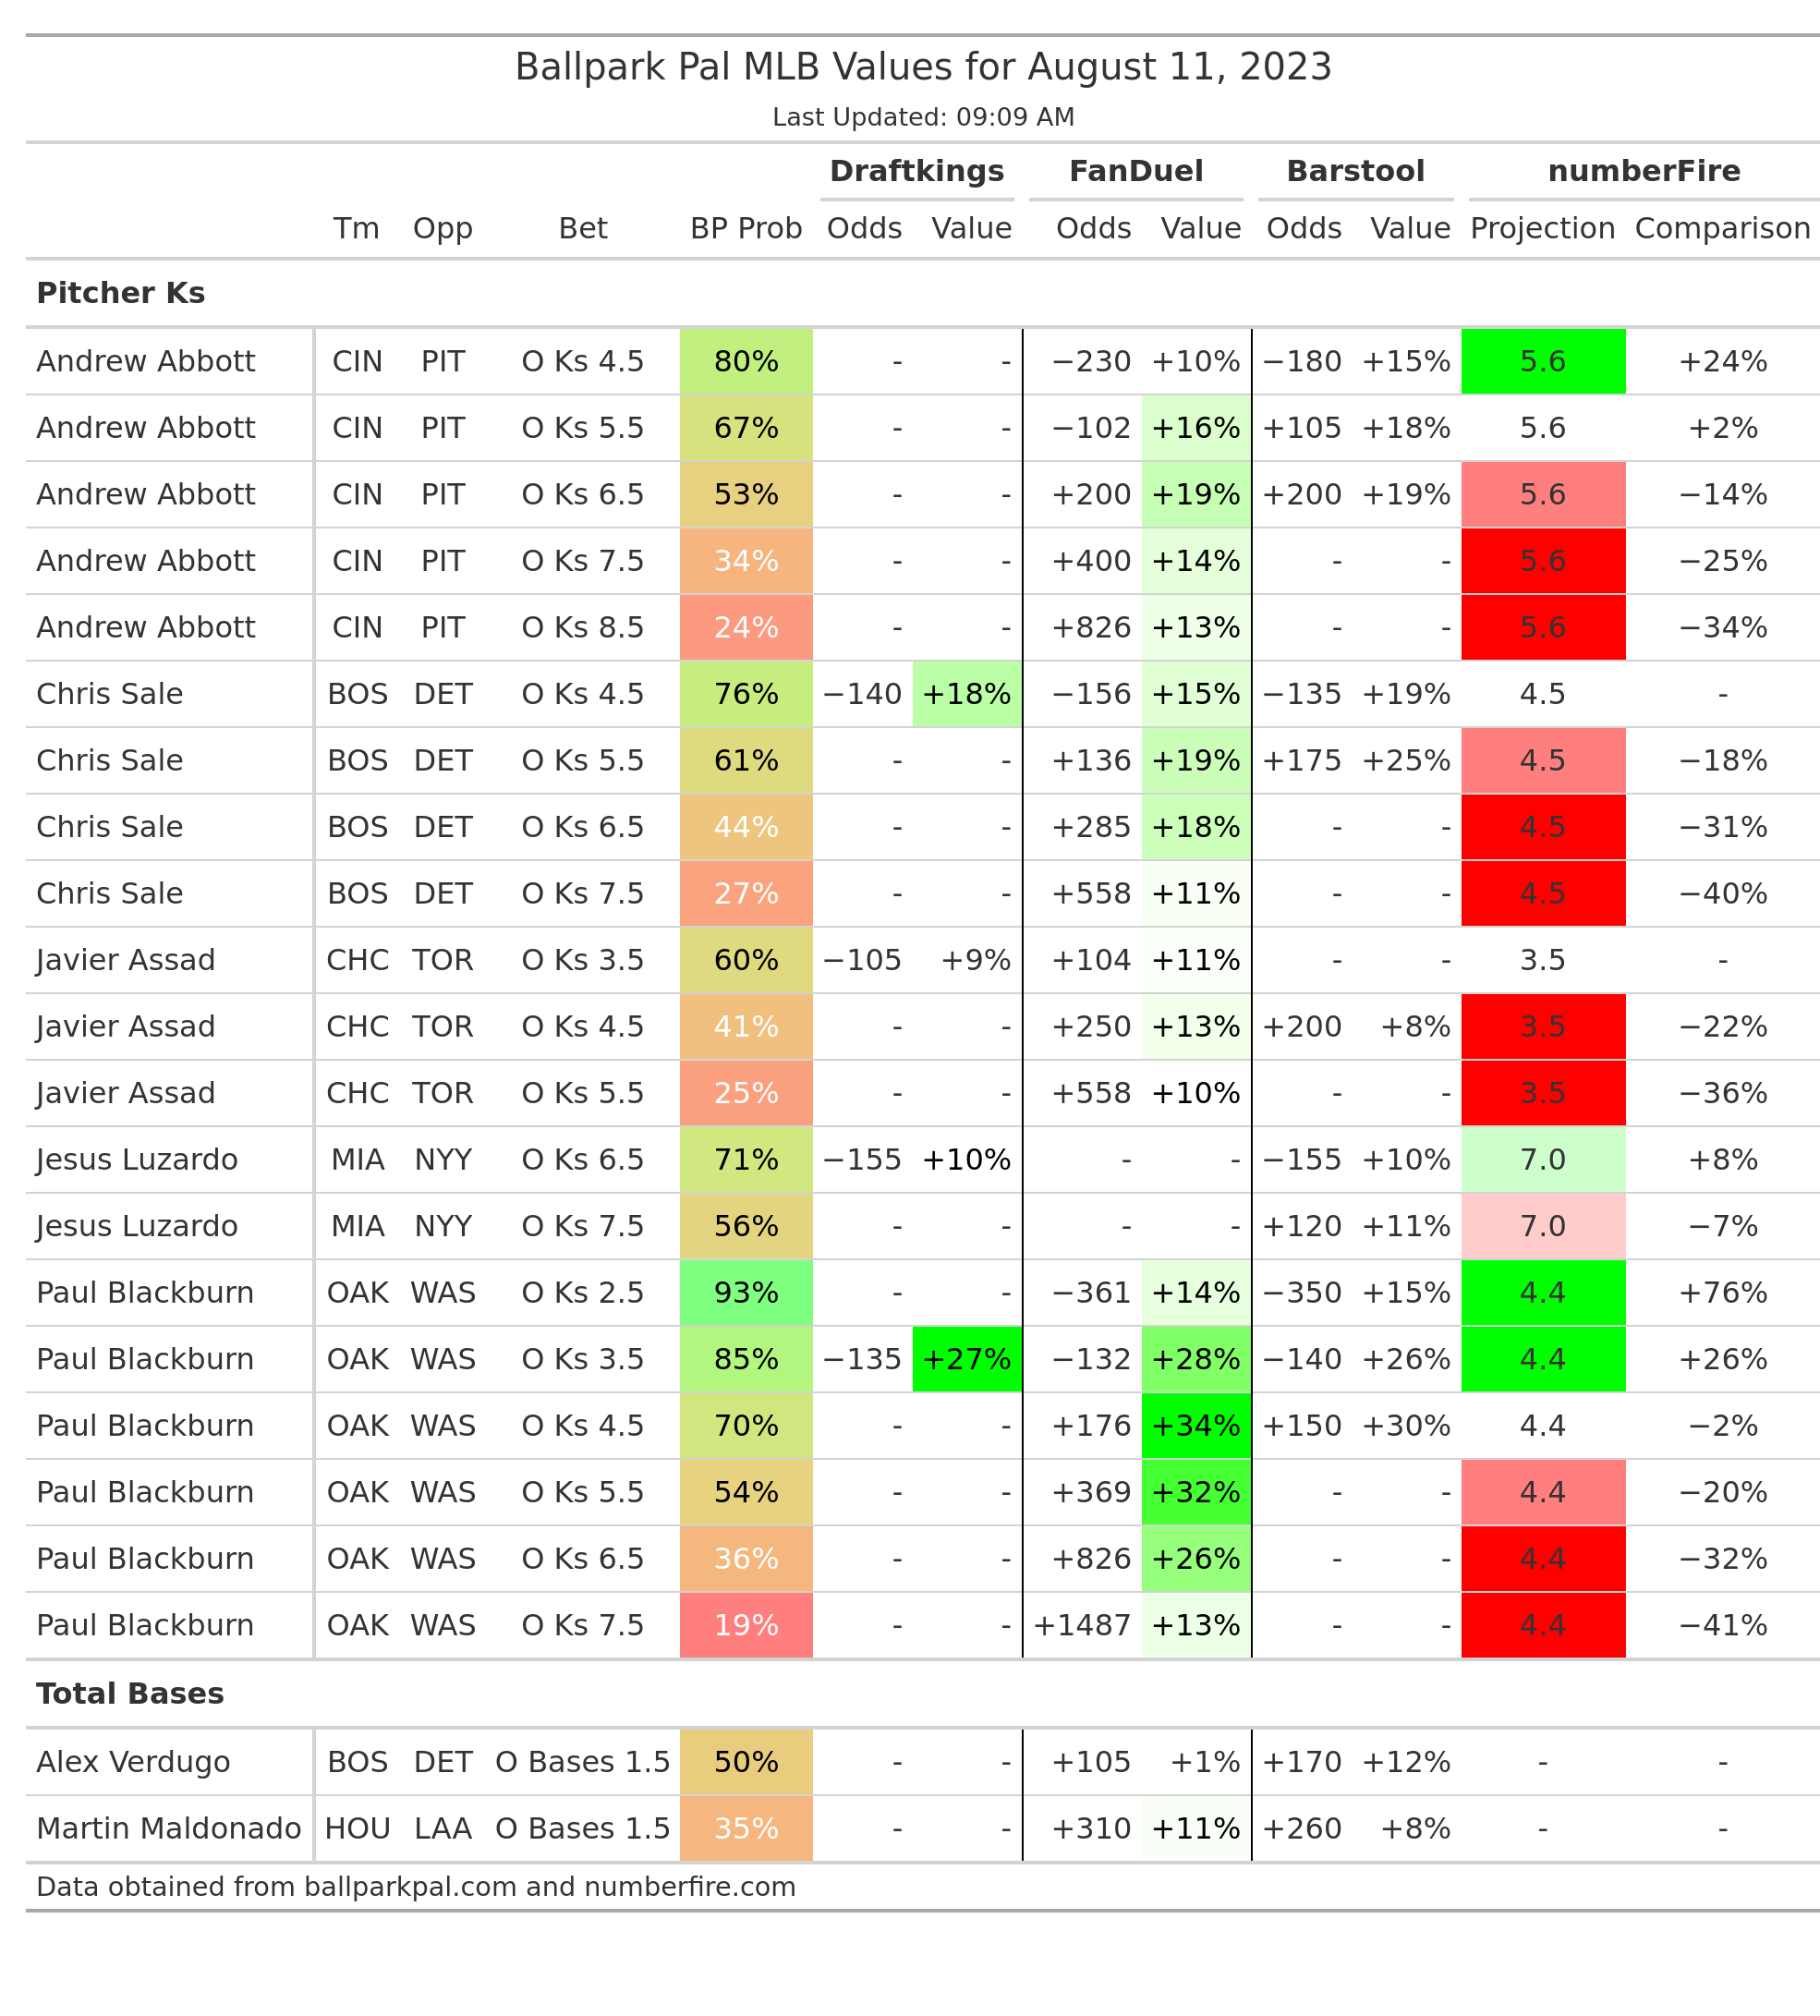 Ballpark Pal MLB Values for August 11, 2023
Last Updated: 09:09 AM
Draftkings FanDuel Barstool numberFire
Tm Opp Bet BP Prob Odds Value Odds Value Odds Value Projection Comparison
Pitcher Ks
Andrew Abbott CIN PIT O Ks 4.5 80% - - −230 +10% −180 +15% 5.6 +24%
Andrew Abbott CIN PIT O Ks 5.5 67% - - −102 +16% +105 +18% 5.6 +2%
Andrew Abbott CIN PIT O Ks 6.5 53% - - +200 +19% +200 +19% 5.6 −14%
Andrew Abbott CIN PIT O Ks 7.5 34% - - +400 +14% - - 5.6 −25%
Andrew Abbott CIN PIT O Ks 8.5 24% - - +826 +13% - - 5.6 −34%
Chris Sale BOS DET O Ks 4.5 76% −140 +18% −156 +15% −135 +19% 4.5 -
Chris Sale BOS DET O Ks 5.5 61% - - +136 +19% +175 +25% 4.5 −18%
Chris Sale BOS DET O Ks 6.5 44% - - +285 +18% - - 4.5 −31%
Chris Sale BOS DET O Ks 7.5 27% - - +558 +11% - - 4.5 −40%
Javier Assad CHC TOR O Ks 3.5 60% −105 +9% +104 +11% - - 3.5 -
Javier Assad CHC TOR O Ks 4.5 41% - - +250 +13% +200 +8% 3.5 −22%
Javier Assad CHC TOR O Ks 5.5 25% - - +558 +10% - - 3.5 −36%
Jesus Luzardo MIA NYY O Ks 6.5 71% −155 +10% - - −155 +10% 7.0 +8%
Jesus Luzardo MIA NYY O Ks 7.5 56% - - - - +120 +11% 7.0 −7%
Paul Blackburn OAK WAS O Ks 2.5 93% - - −361 +14% −350 +15% 4.4 +76%
Paul Blackburn OAK WAS O Ks 3.5 85% −135 +27% −132 +28% −140 +26% 4.4 +26%
Paul Blackburn OAK WAS O Ks 4.5 70% - - +176 +34% +150 +30% 4.4 −2%
Paul Blackburn OAK WAS O Ks 5.5 54% - - +369 +32% - - 4.4 −20%
Paul Blackburn OAK WAS O Ks 6.5 36% - - +826 +26% - - 4.4 −32%
Paul Blackburn OAK WAS O Ks 7.5 19% - - +1487 +13% - - 4.4 −41%
Total Bases
Alex Verdugo BOS DET O Bases 1.5 50% - - +105 +1% +170 +12% - -
Martin Maldonado HOU LAA O Bases 1.5 35% - - +310 +11% +260 +8% - -
Data obtained from ballparkpal.com and numberfire.com